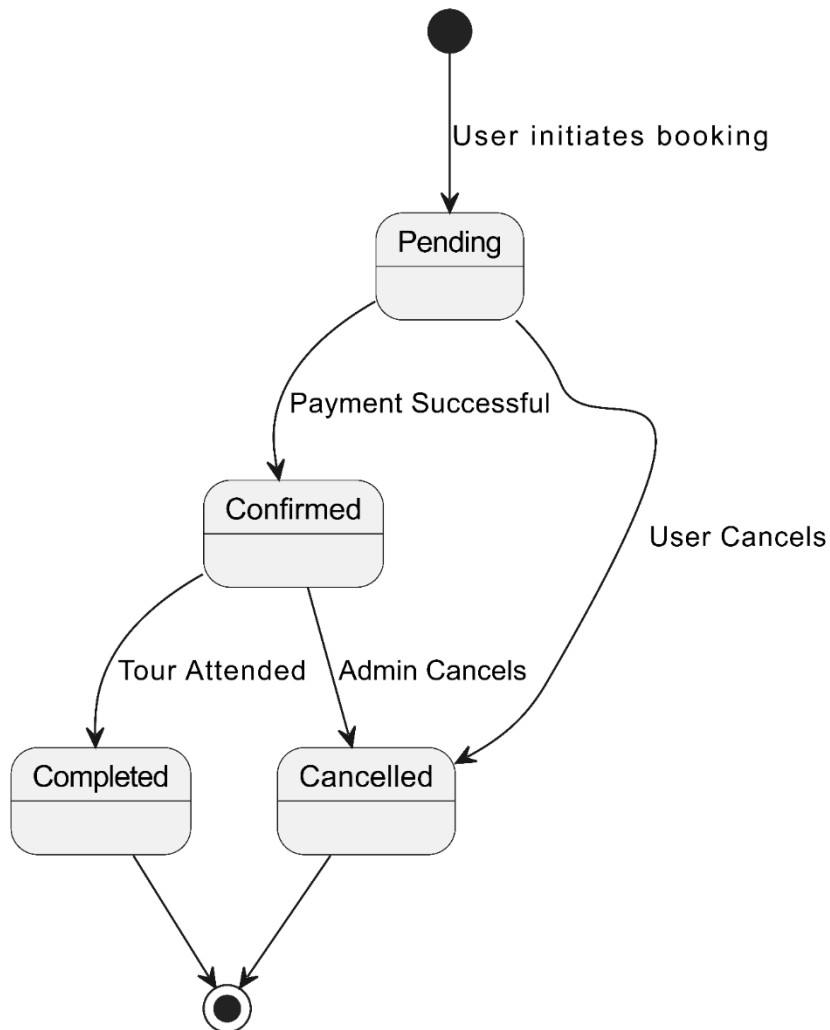 User initiates booking
Pending
Payment Successful
Confirmed
User Cancels
Tour Attended
Admin Cancels
Completed
Cancelled